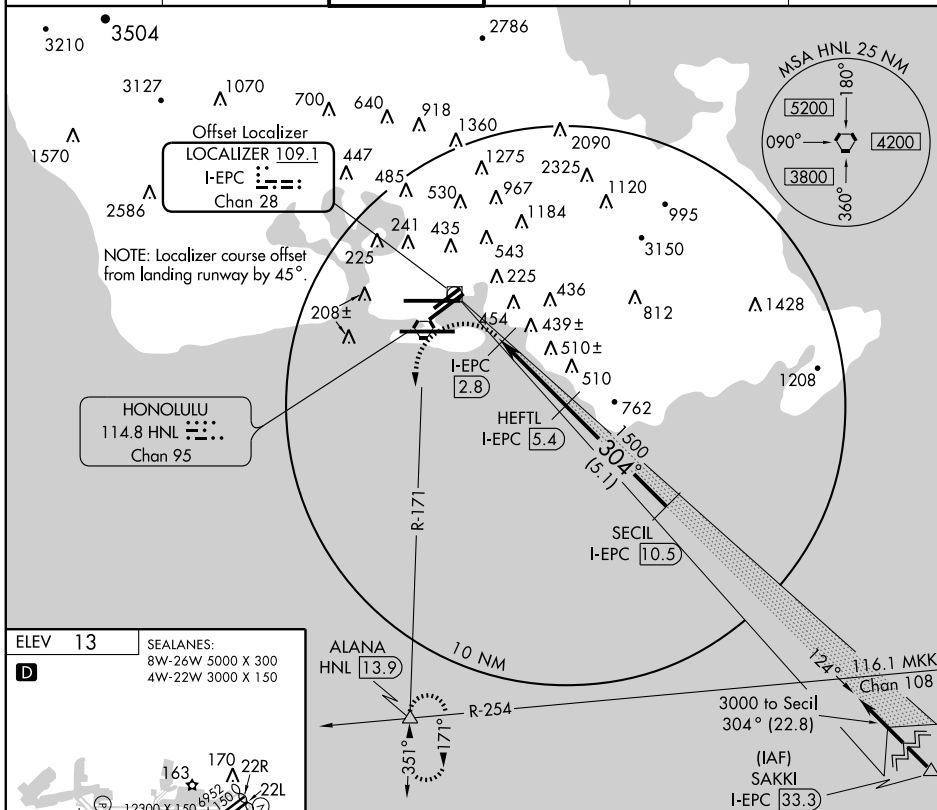 3210
3504
2786
3127
1070
700
640
918
1360
2090
1570
Offset Localizer
LOCALIZER 109.1
I-EPC
Chan 28
447
485
530
1275
967
2325
1120
995
2586
241
435
1184
543
3150
225
NOTE: Localizer course offset
from landing runway by 45°.
225
436
812
1428
208±
454
439±
510±
510
1208
762
MSA HNL 25 NM
180°
5200
090°
4200
3800
360°
I-EPC
2.8
HEFTL
I-EPC 5.4
HONOLULU
114.8 HNL
Chan 95
1500
304°
(5.1)
R-171
SECIL
I-EPC 10.5
10 NM
ALANA
HNL 13.9
R-254
351°
171°
124°
116.1 MKK
Chan 108
3000 to Secil
304° (22.8)
(IAF)
SAKKI
I-EPC 33.3
ELEV 13
D
SEALANES:
8W-26W 5000 X 300
4W-22W 3000 X 150
163
170
22R
22L
6952
150
12300 X 150